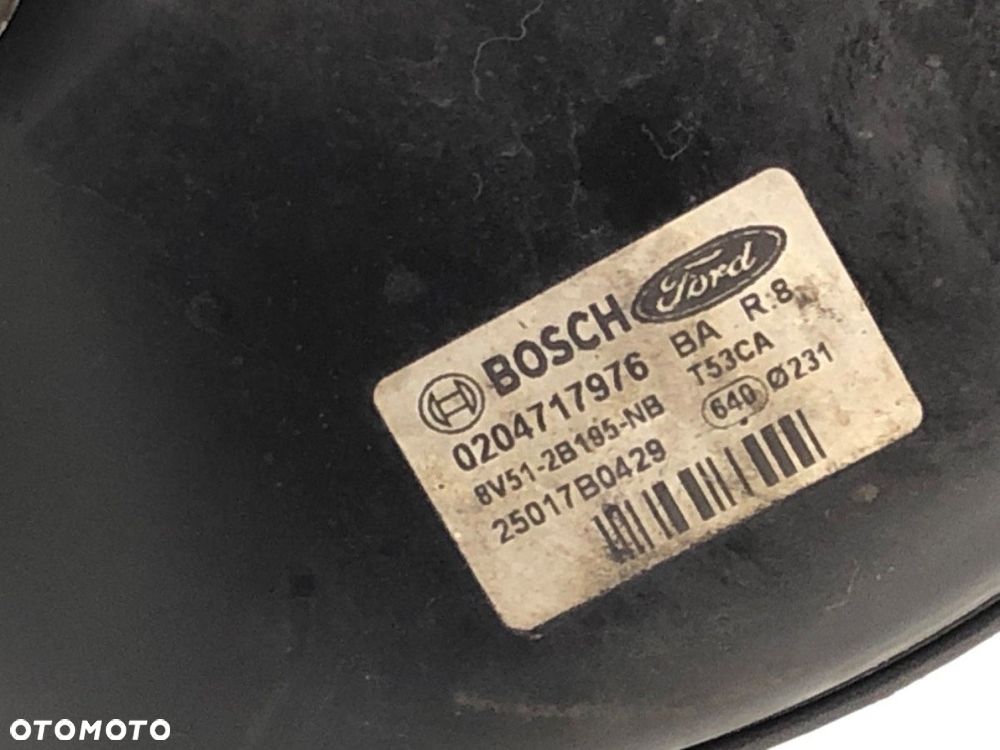 BOSCH Ford
0204717976 BA R.8
8V51-2B195-NB T53CA
25017B0429 640 Ø231
OTOMOTO